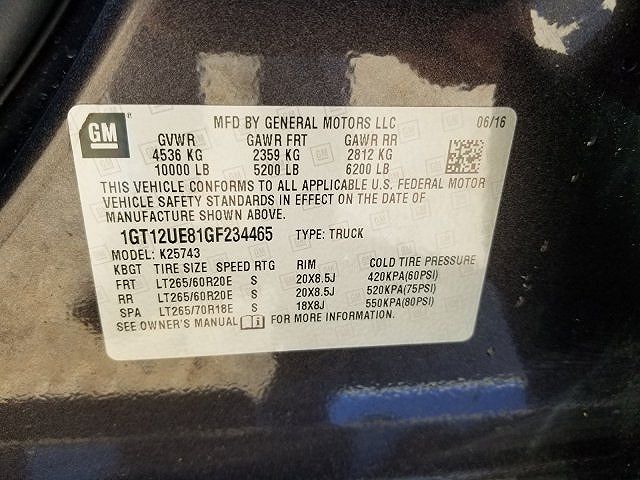 GM
®
MFD BY GENERAL MOTORS LLC 06/16
GVWR GAWR FRT GAWR RR
4536 KG 2359 KG 2812 KG
10000 LB 5200 LB 6200 LB
THIS VEHICLE CONFORMS TO ALL APPLICABLE U.S. FEDERAL MOTOR
VEHICLE SAFETY STANDARDS IN EFFECT ON THE DATE OF
MANUFACTURE SHOWN ABOVE.
1GT12UE81GF234465 TYPE: TRUCK
MODEL: K25743
KBGT TIRE SIZE SPEED RTG RIM COLD TIRE PRESSURE
FRT LT265/60R20E S 20X8.5J 420KPA(60PSI)
RR LT265/60R20E S 20X8.5J 520KPA(75PSI)
SPA LT265/70R18E S 18X8J 550KPA(80PSI)
SEE OWNER'S MANUAL FOR MORE INFORMATION.